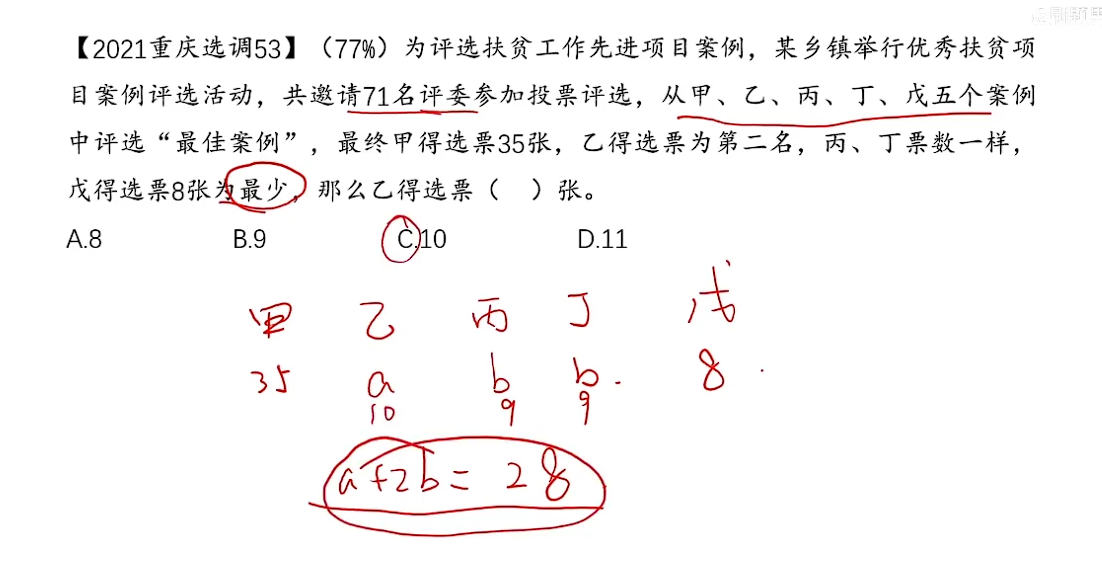 【2021重庆选调53】（77%）为评选扶贫工作先进项目案例，某乡镇举行优秀扶贫项
目案例评选活动，共邀请71名评委参加投票评选，从甲、乙、丙、丁、戊五个案例
中评选“最佳案例”，最终甲得选票35张，乙得选票为第二名，丙、丁票数一样，
戊得选票8张为最少，那么乙得选票（ ）张。
A.8 B.9 C.10 D.11
甲 乙 丙 丁 戊
35 a b b 8
10 9 9
a+2b= 28